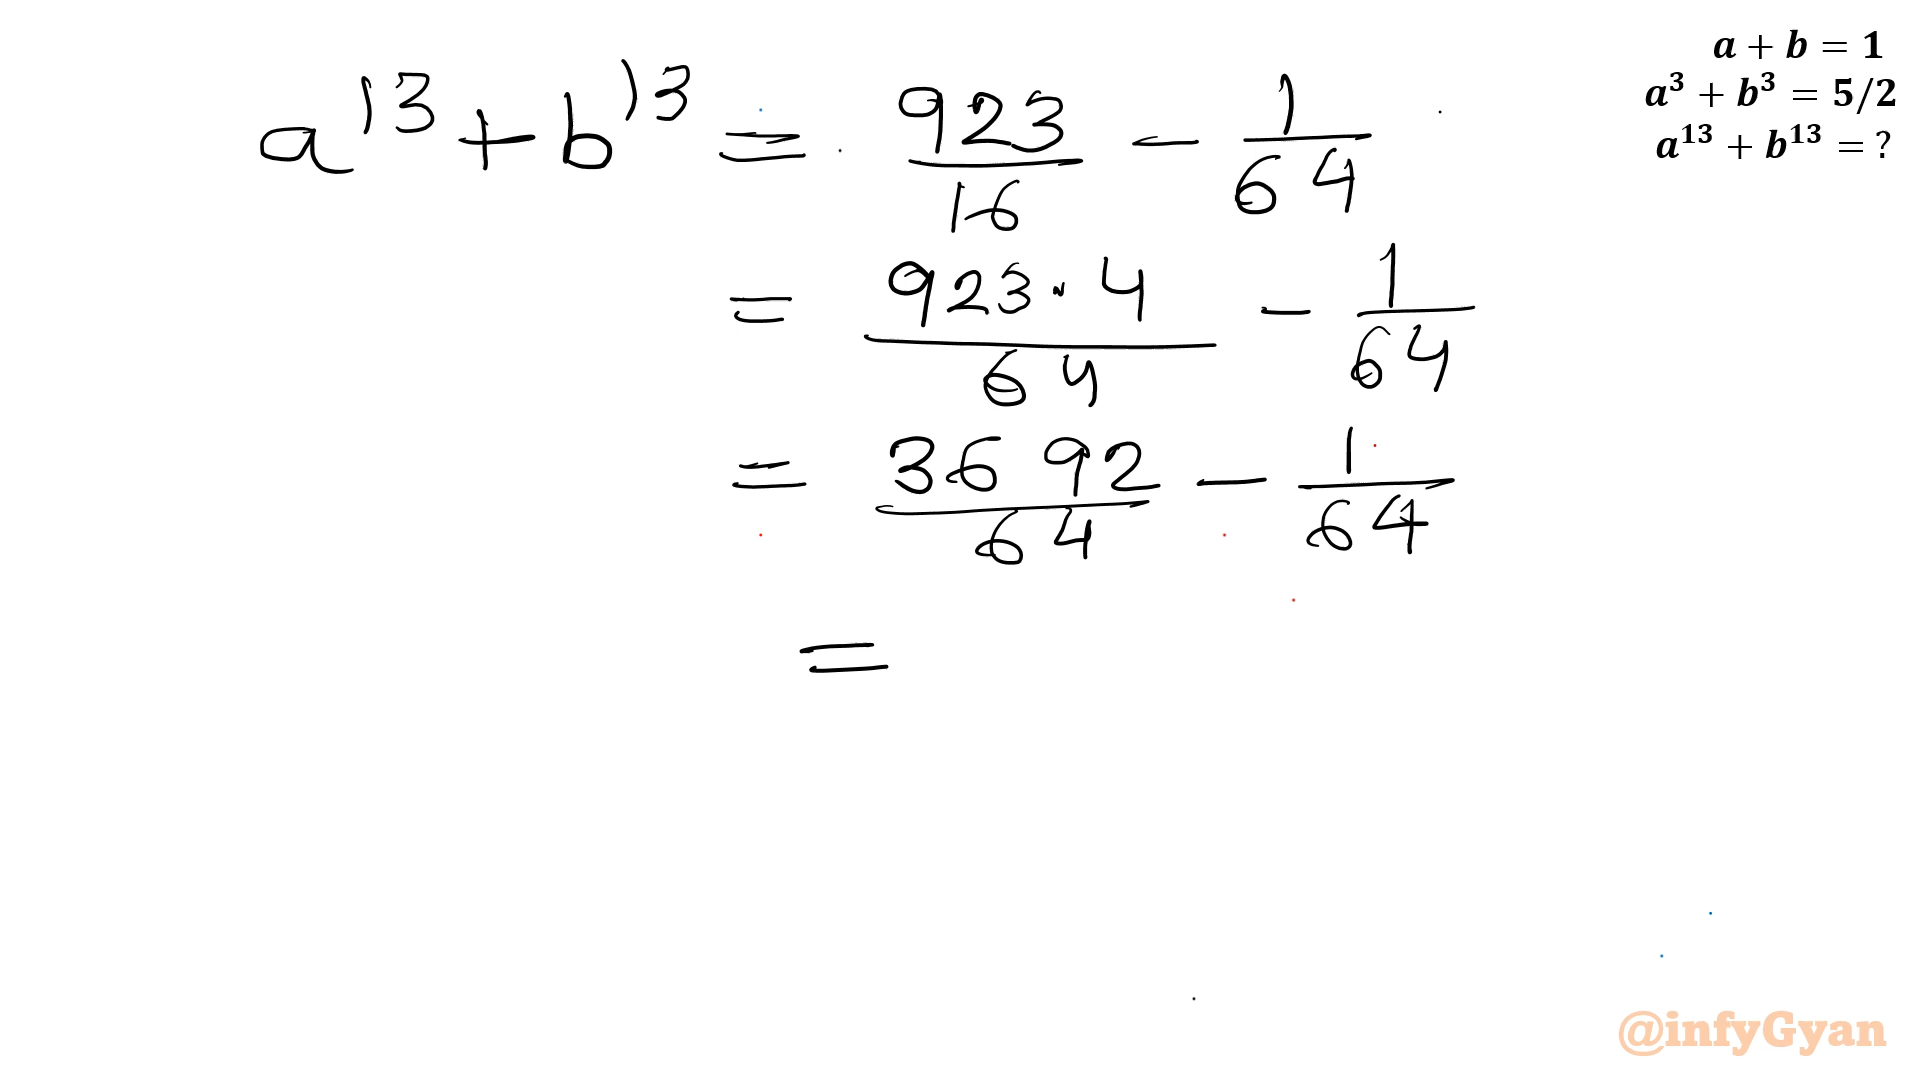 a¹³ + b¹³ = 923/16 − 1/64
= 923·4/64 − 1/64
= 3692/64 − 1/64
=
a + b = 1
a³ + b³ = 5/2
a¹³ + b¹³ = ?
@infyGyan